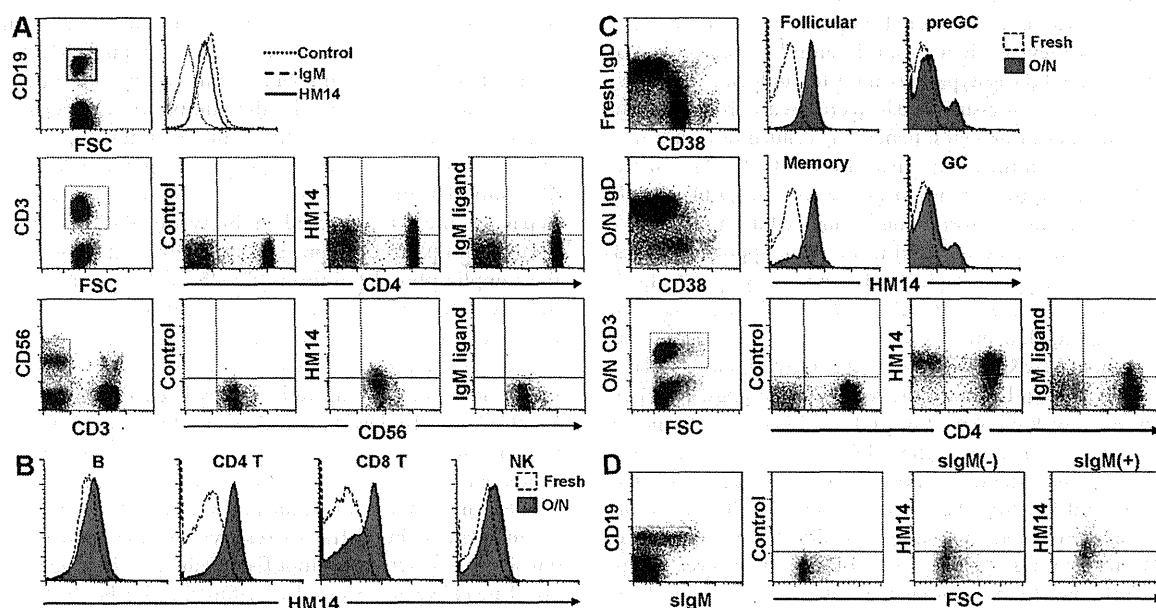 A
CD19
FSC
Control
IgM
HM14
CD3
FSC
Control
HM14
IgM ligand
CD4
CD56
CD3
Control
HM14
IgM ligand
CD56
B
B
CD4 T
CD8 T
NK
Fresh
O/N
HM14
C
Fresh IgD
CD38
Follicular
preGC
Fresh
O/N
O/N IgD
CD38
Memory
GC
HM14
O/N CD3
FSC
Control
HM14
IgM ligand
CD4
D
CD19
sIgM
Control
sIgM(-)
HM14
sIgM(+)
HM14
FSC